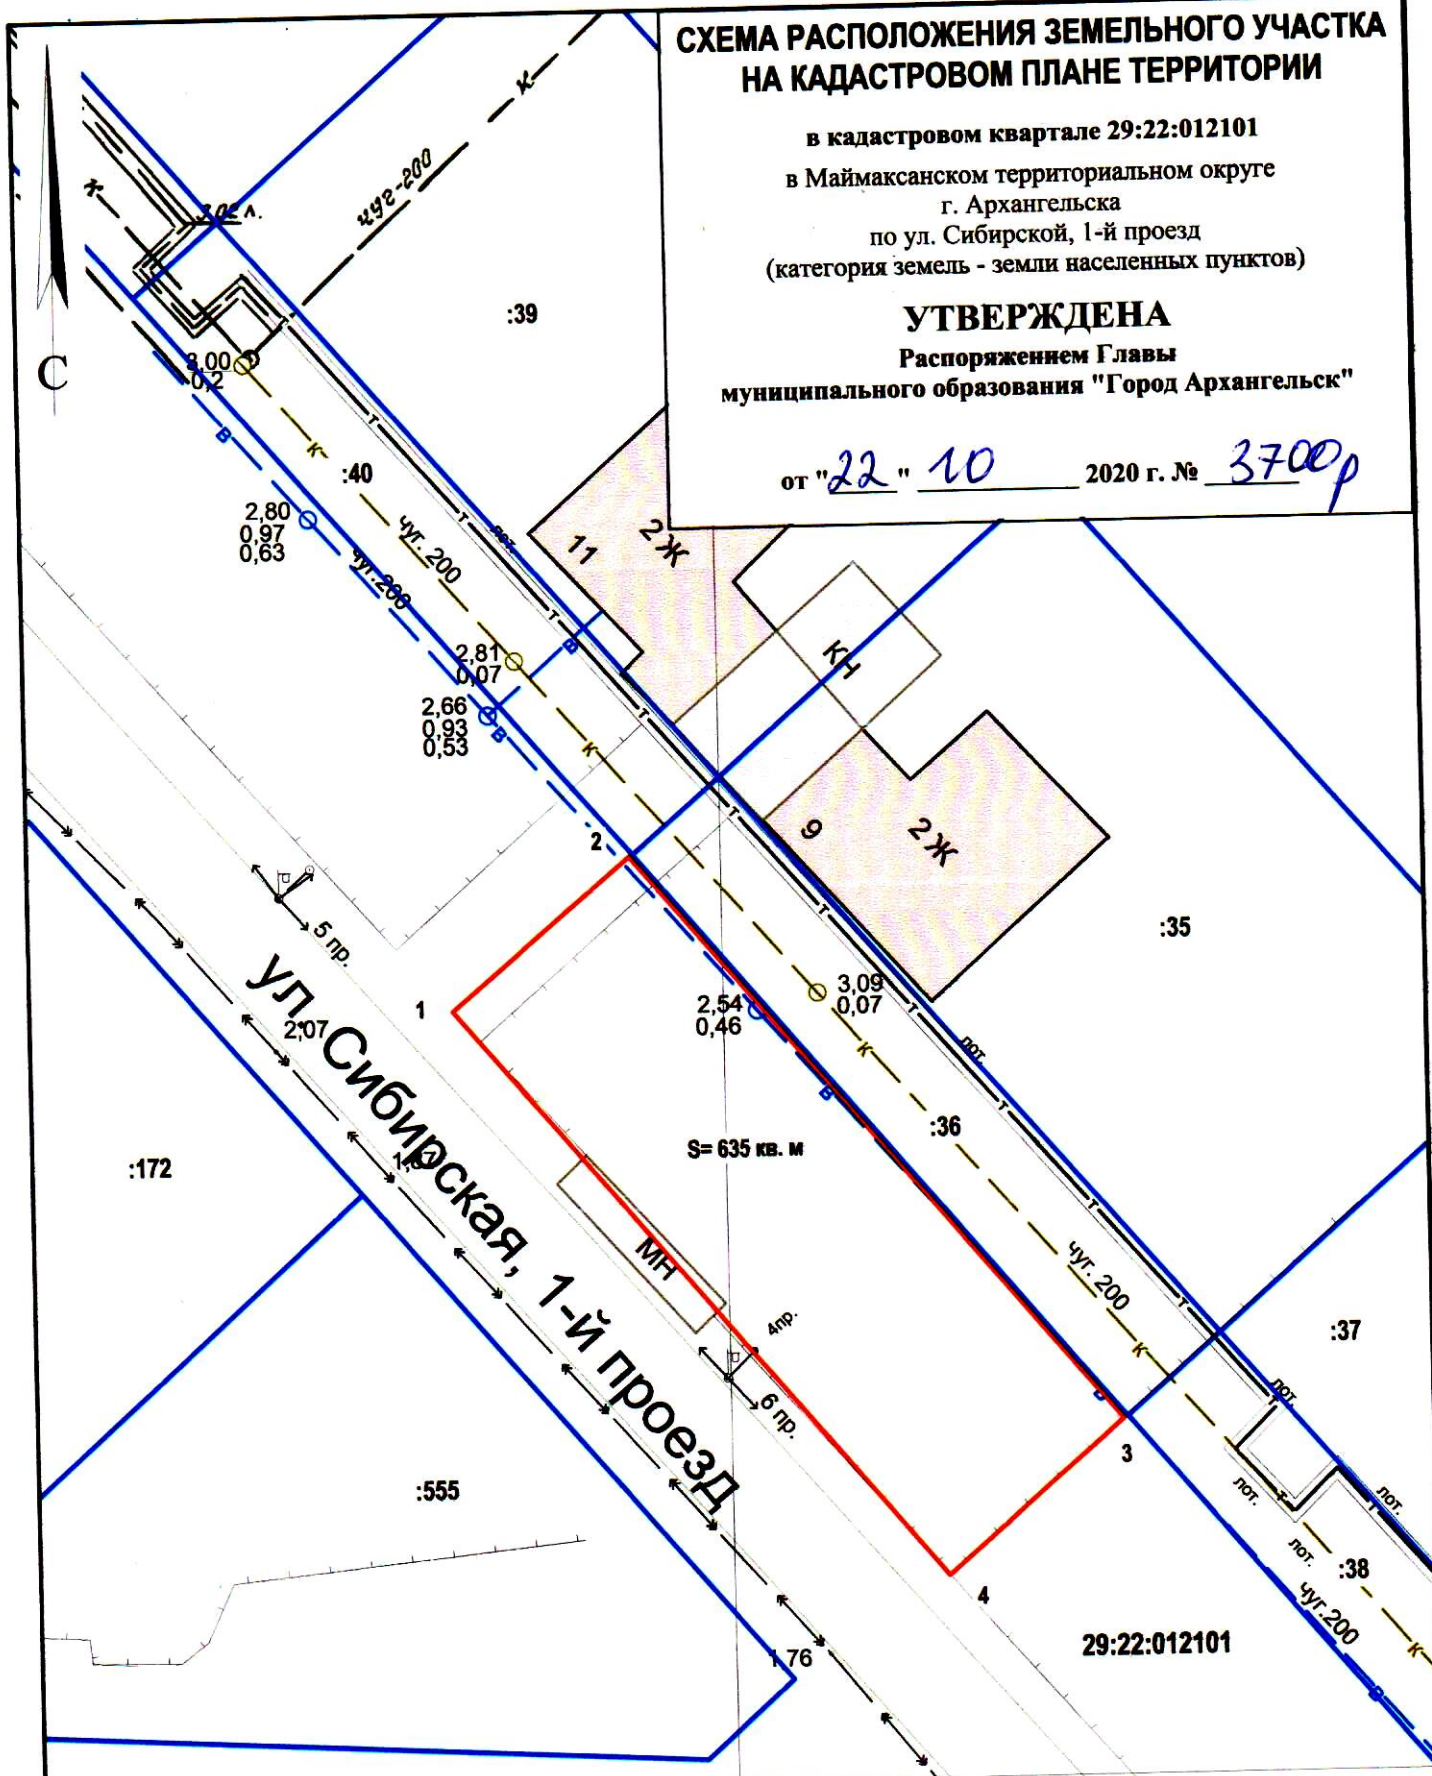 СХЕМА РАСПОЛОЖЕНИЯ ЗЕМЕЛЬНОГО УЧАСТКА
НА КАДАСТРОВОМ ПЛАНЕ ТЕРРИТОРИИ
в кадастровом квартале 29:22:012101
в Маймаксанском территориальном округе
г. Архангельска
по ул. Сибирской, 1-й проезд
(категория земель - земли населенных пунктов)
УТВЕРЖДЕНА
Распоряжением Главы
муниципального образования "Город Архангельск"
от "22" 10 2020 г. № 3700р
К
К
чуг-200
:39
С
3,00
0,2
Т
В
К
:40
2,80
0,97
0,63
чуг. 200
чуг.200
Т
лот.
11
2Ж
Т
В
КН
2,81
0,07
2,66
0,93
0,53
В
Т
К
Т
9
2Ж
2
5 пр.
:35
1
2,54
0,46
3,09
0,07
Т
Т
лот.
К
В
Т
:36
2,07
ул. Сибирская, 1-й проезд
S= 635 кв. м
:172
МН
чуг. 200
Т
Т
К
:37
4пр.
6 пр.
В
лот.
Т
3
:555
лот.
Т
лот.
Т
лот.
:38
4
чуг.200
К
29:22:012101
1,76
В